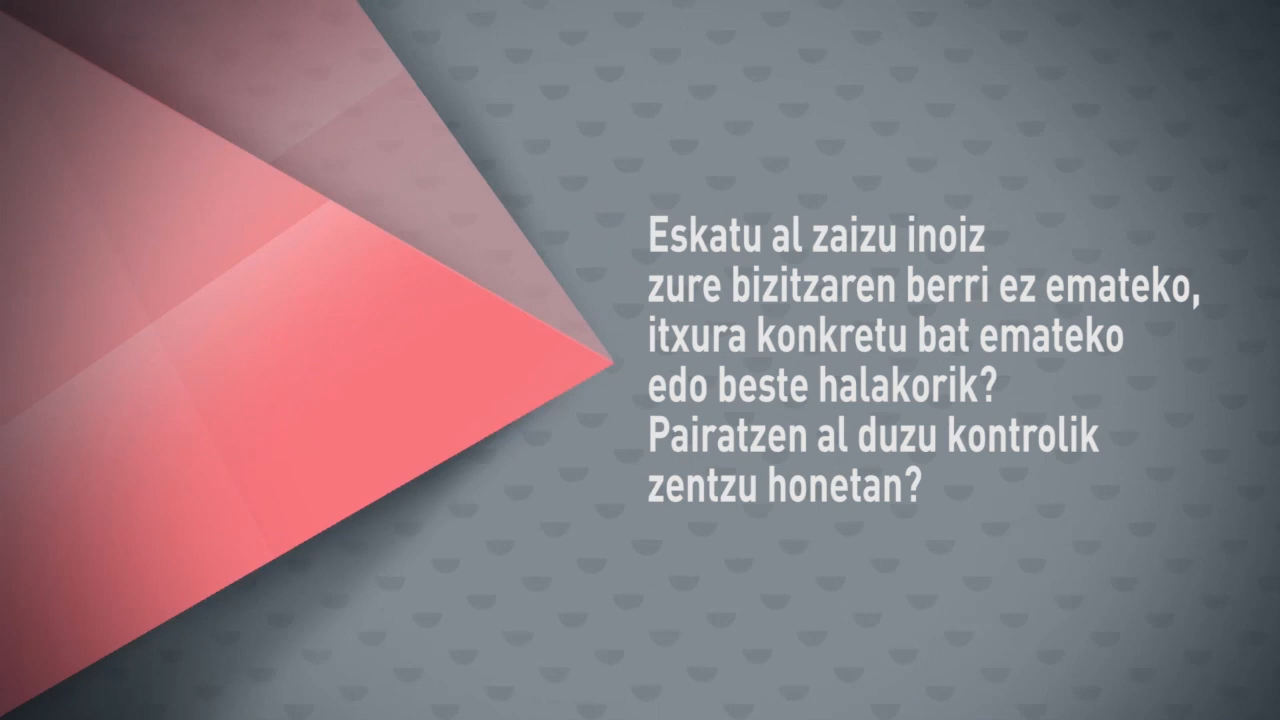 Eskatu al zaizu inoiz
zure bizitzaren berri ez emateko,
itxura konkretu bat emateko
edo beste halakorik?
Pairatzen al duzu kontrolik
zentzu honetan?